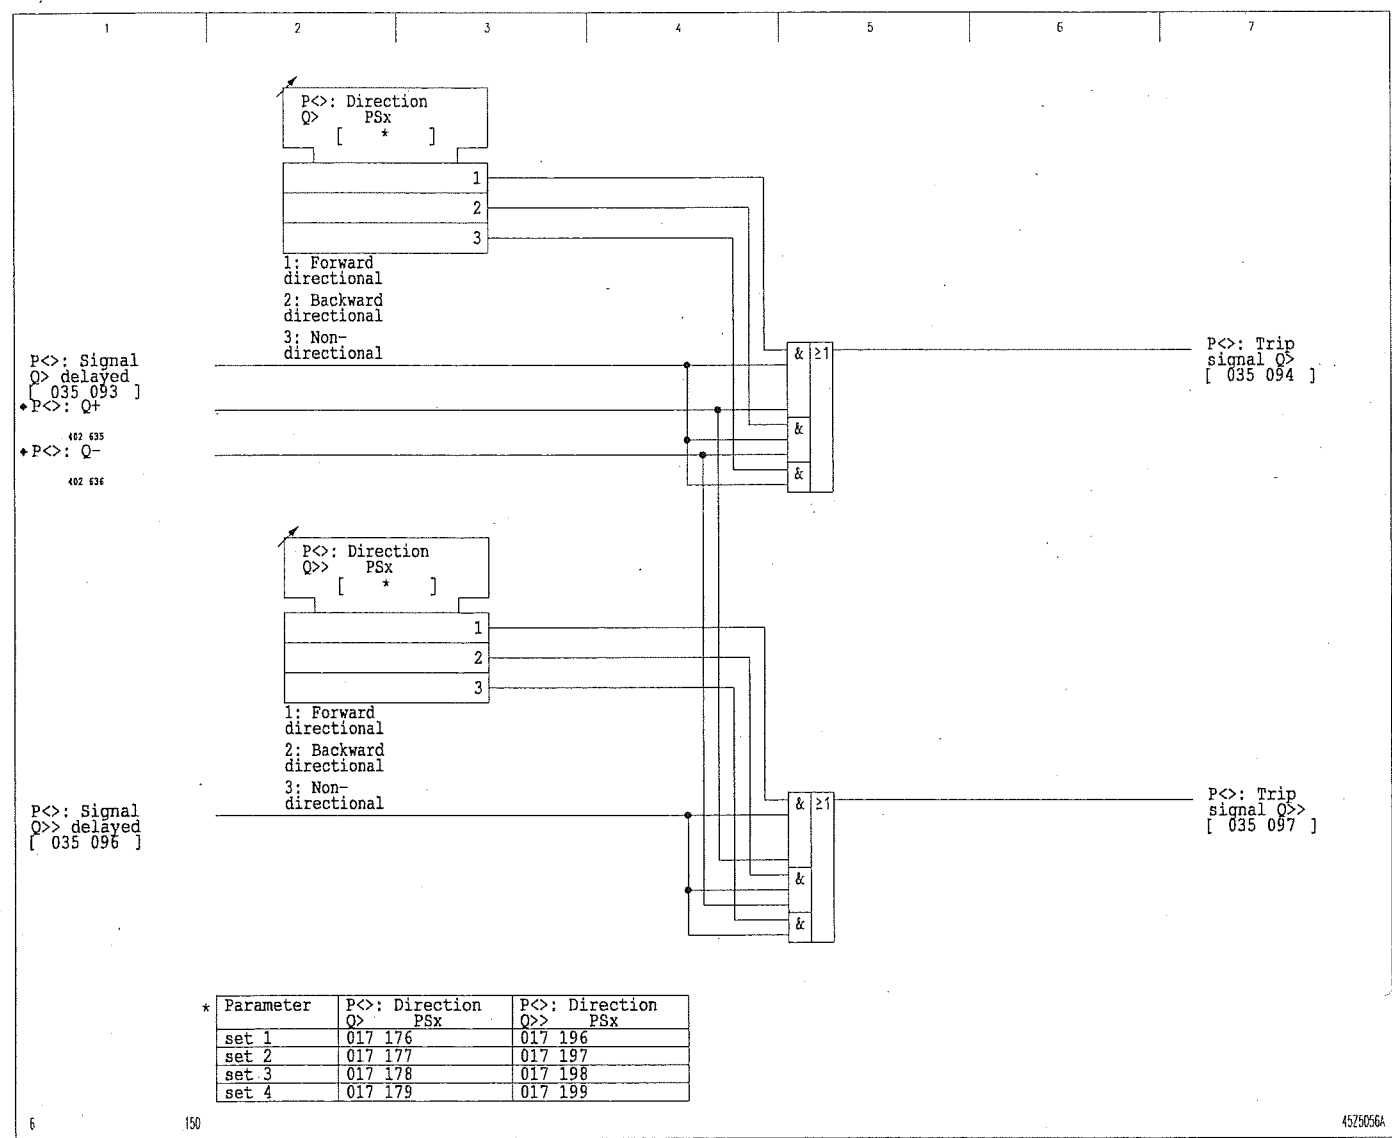 1 2 3 4 5 6 7
P<>: Direction
Q> PSx
[ * ]
1
2
3
1: Forward
directional
2: Backward
directional
3: Non-
directional
P<>: Signal
Q> delayed
[ 035 093 ]
P<>: Q+
402 635
P<>: Q-
402 636
& ≥1
&
&
P<>: Trip
signal Q>
[ 035 094 ]
P<>: Direction
Q>> PSx
[ * ]
1
2
3
1: Forward
directional
2: Backward
directional
3: Non-
directional
P<>: Signal
Q>> delayed
[ 035 096 ]
& ≥1
&
&
P<>: Trip
signal Q>>
[ 035 097 ]
* Parameter P<>: Direction P<>: Direction
Q> PSx Q>> PSx
set 1 017 176 017 196
set 2 017 177 017 197
set 3 017 178 017 198
set 4 017 179 017 199
6 150 45Z5056A